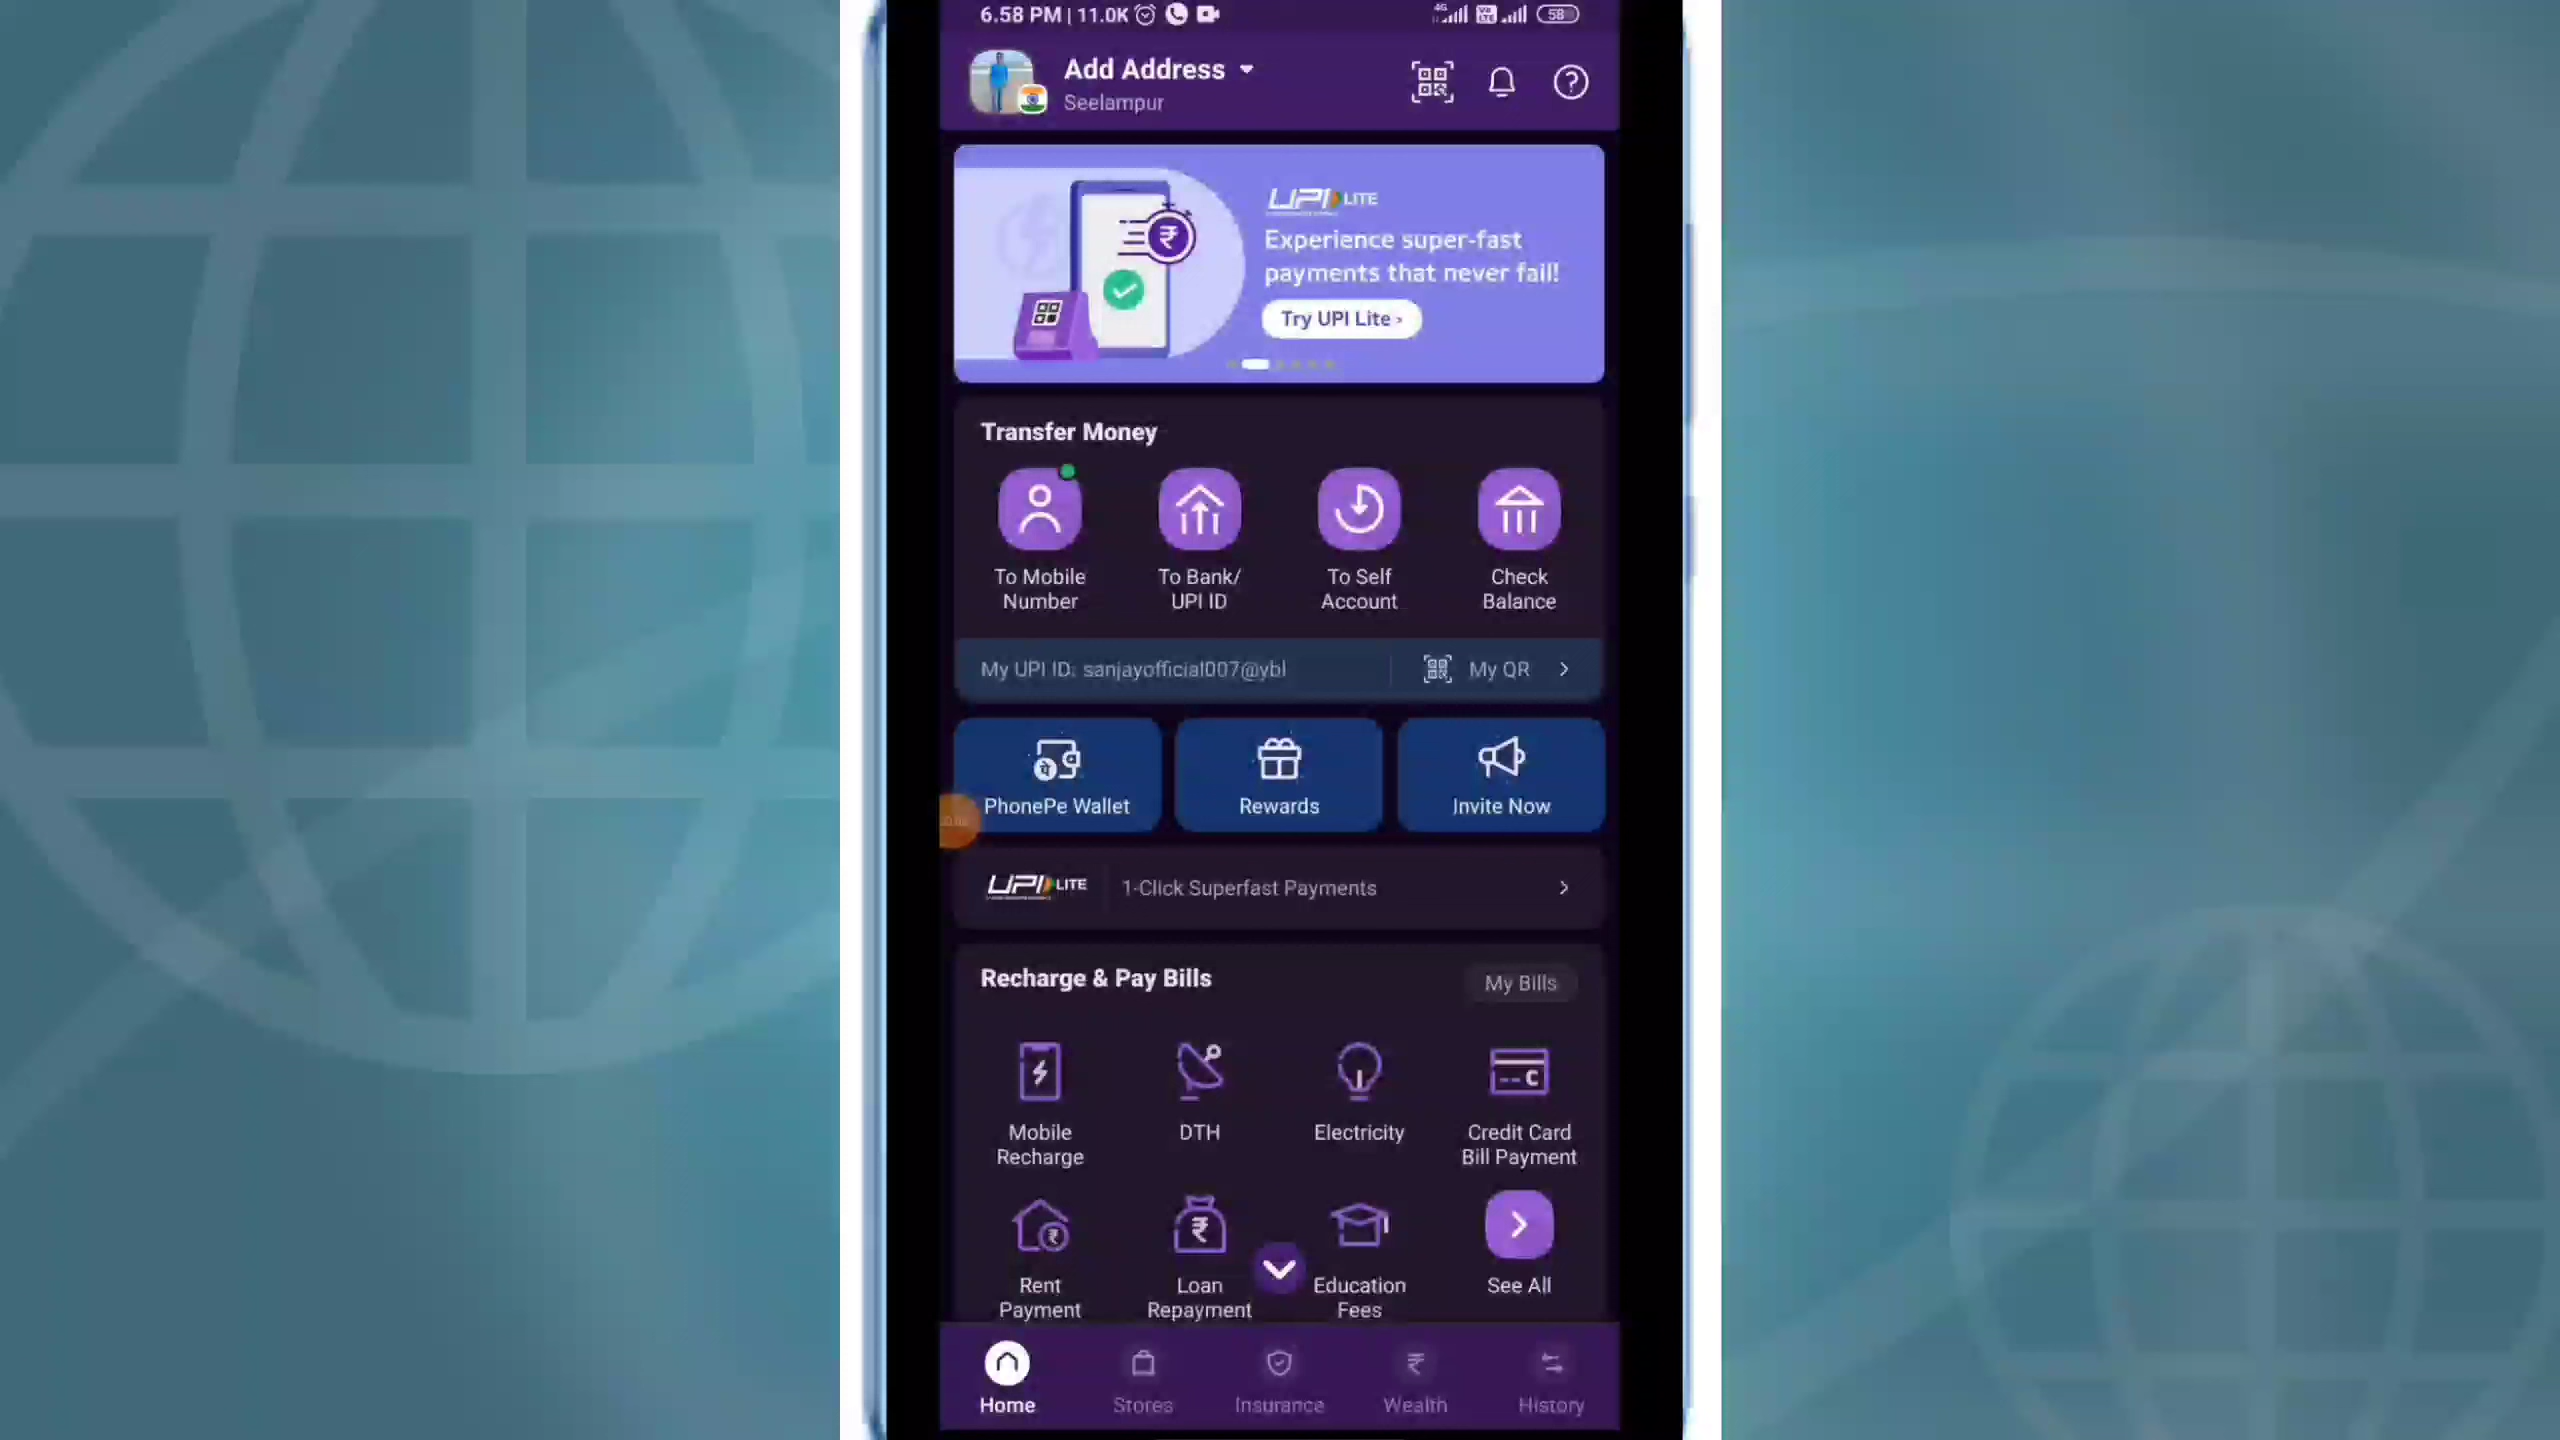 6.58 PM | 11.0K
4G
Vo LTE
58
Add Address
Seelampur
UPI LITE
Experience super-fast
payments that never fail!
Try UPI Lite ›
Transfer Money
To Mobile Number
To Bank/ UPI ID
To Self Account
Check Balance
My UPI ID: sanjayofficial007@ybl
My QR
PhonePe Wallet
Rewards
Invite Now
UPI LITE
1-Click Superfast Payments
Recharge & Pay Bills
My Bills
Mobile Recharge
DTH
Electricity
Credit Card Bill Payment
Rent Payment
Loan Repayment
Education Fees
See All
Home
Stores
Insurance
Wealth
History